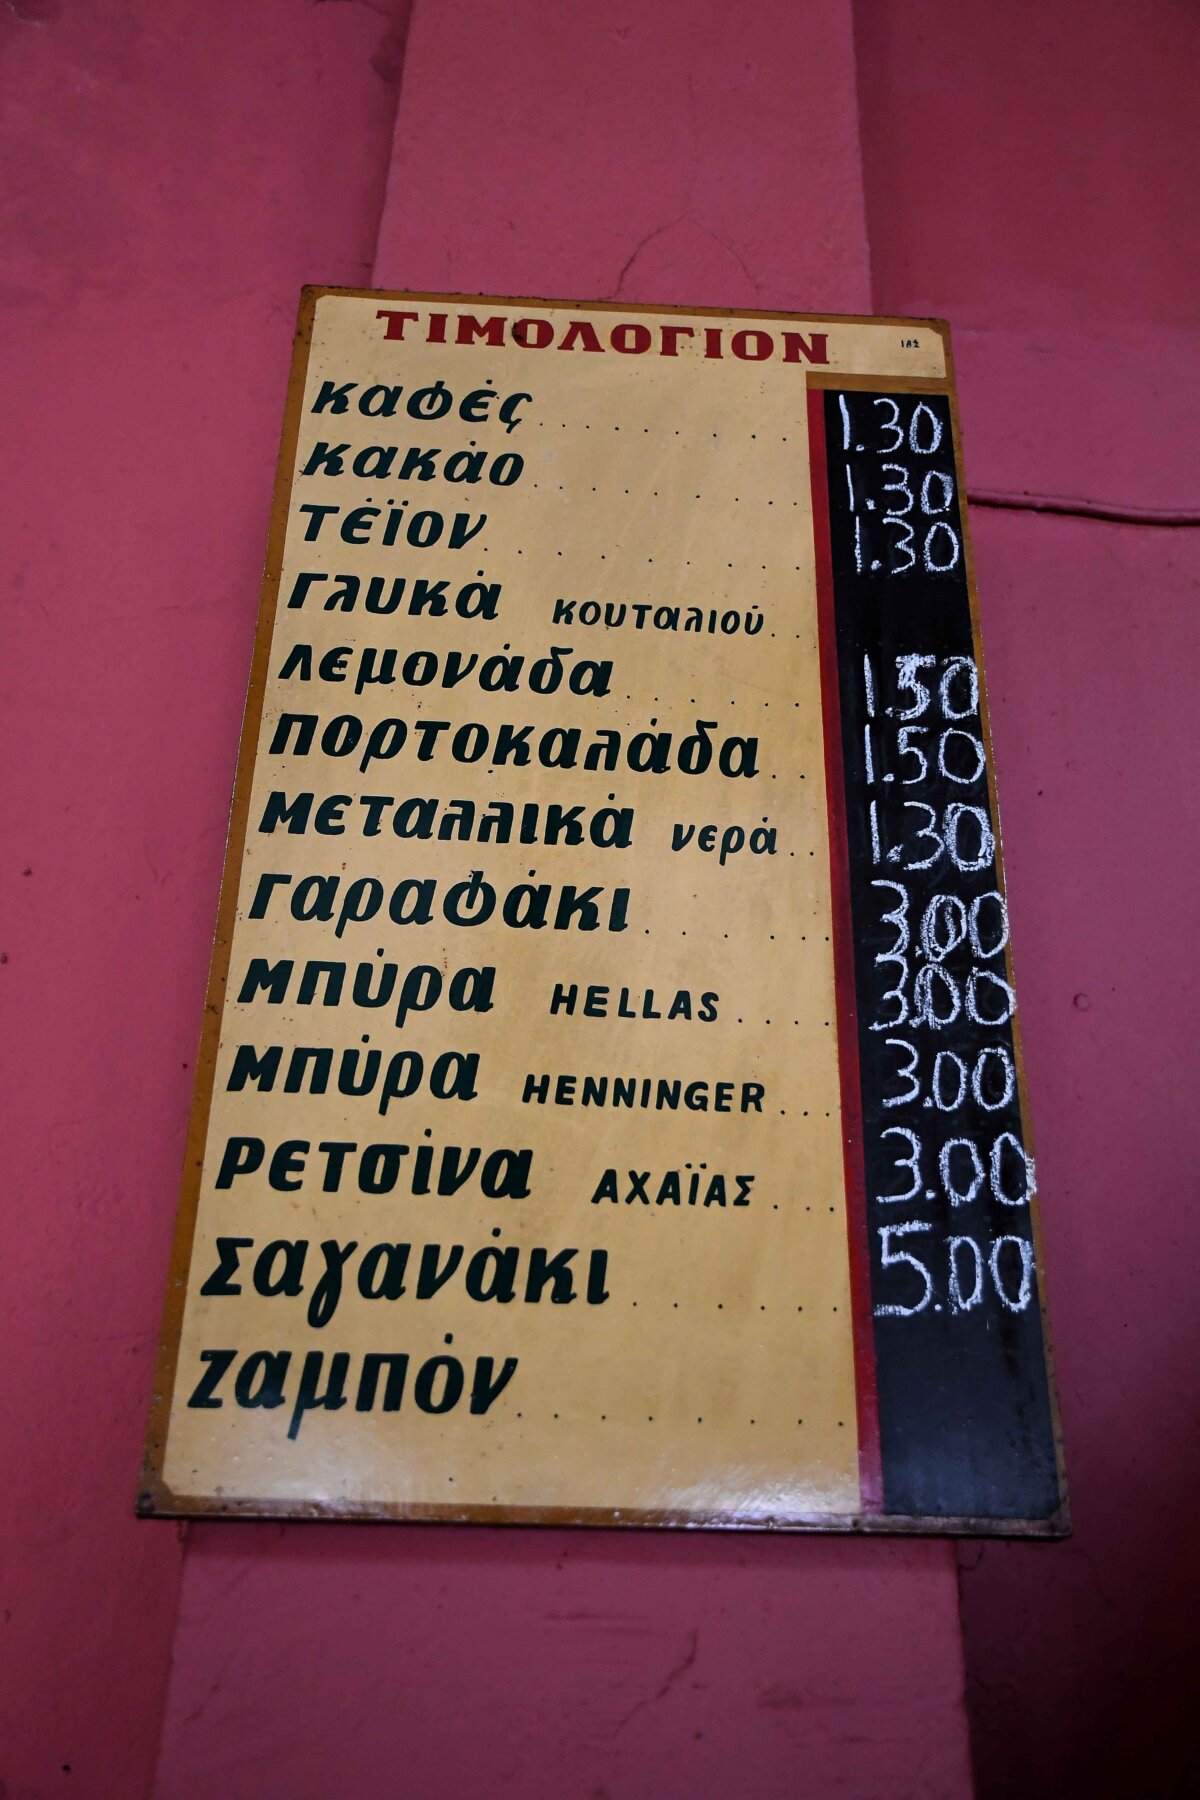 ΤΙΜΟΛΟΓΙΟΝ
Καφές . . . . . . . . 1.30
Κακάο . . . . . . . . 1.30
Τέϊον . . . . . . . . 1.30
Γλυκά κουταλιού . .
Λεμονάδα . . . . . . 1.50
Πορτοκαλάδα . . 1.50
Μεταλλικά νερά . . 1.30
Γαραφάκι . . . . . 3.00
Μπύρα HELLAS . . . . 3.00
Μπύρα HENNINGER . . . 3.00
Ρετσίνα ΑΧΑΪΑΣ . . . 3.00
Σαγανάκι . . . . . . 5.00
Ζαμπόν . . . . . . . .